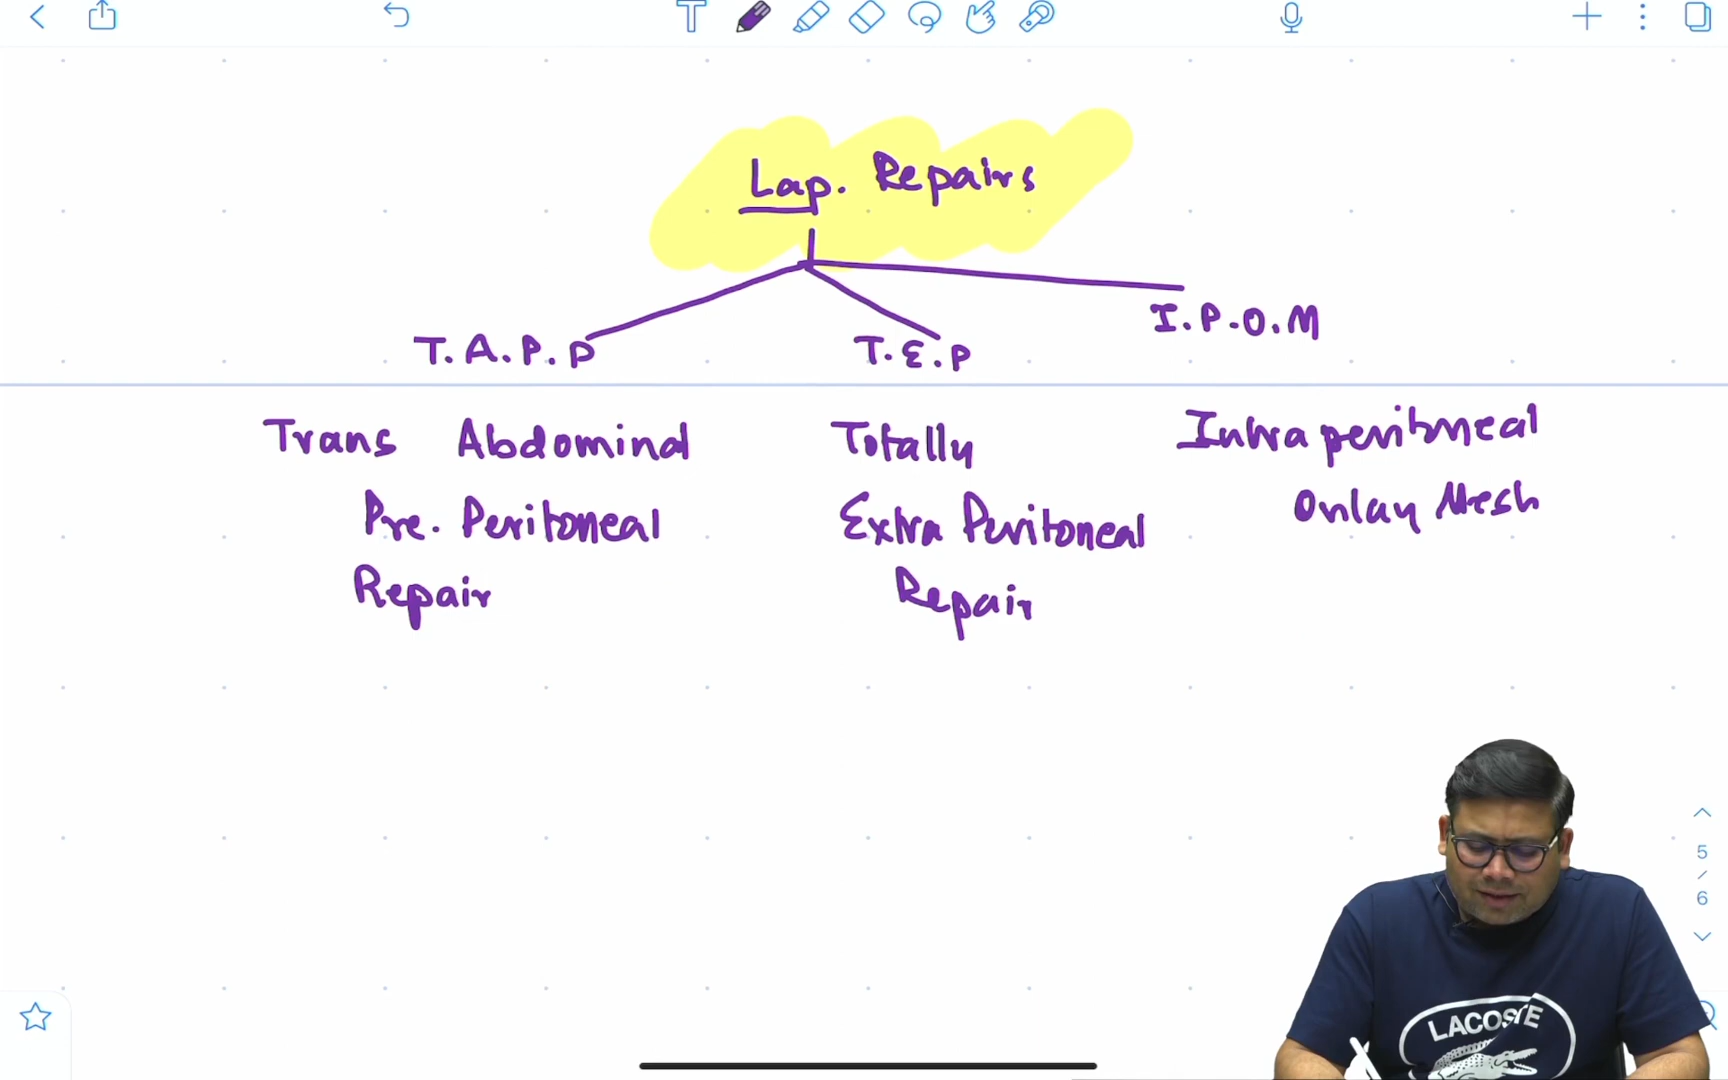 Lap. Repairs
T.A.P.P
T.E.P
I.P.O.M
Trans Abdominal
Pre. Peritoneal
Repair
Totally
Extra Peritoneal
Repair
Intraperitoneal
Onlay Mesh
5
/
6
LACOSTE